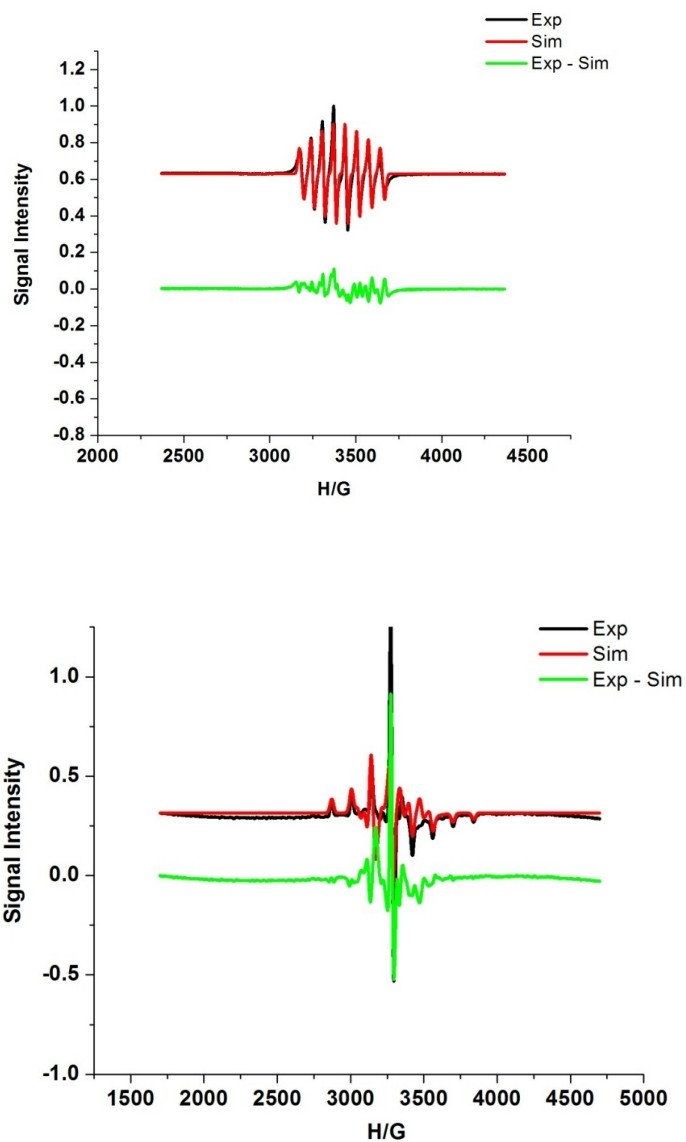 Exp
Sim
Exp - Sim
1.2
1.0
0.8
0.6
0.4
0.2
0.0
-0.2
-0.4
-0.6
-0.8
Signal Intensity
2000 2500 3000 3500 4000 4500
H/G
Exp
Sim
Exp - Sim
1.0
0.5
0.0
-0.5
-1.0
Signal Intensity
1500 2000 2500 3000 3500 4000 4500 5000
H/G